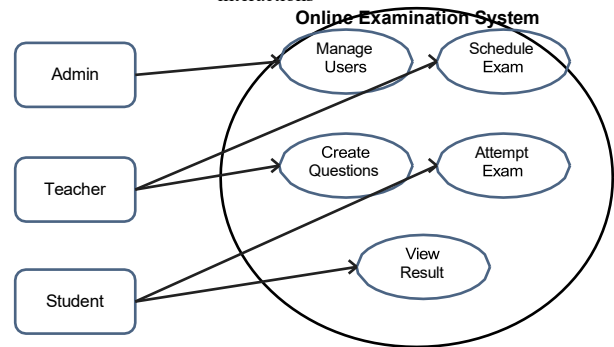 Online Examination System
Admin
Manage
Users
Schedule
Exam
Teacher
Create
Questions
Attempt
Exam
Student
View
Result